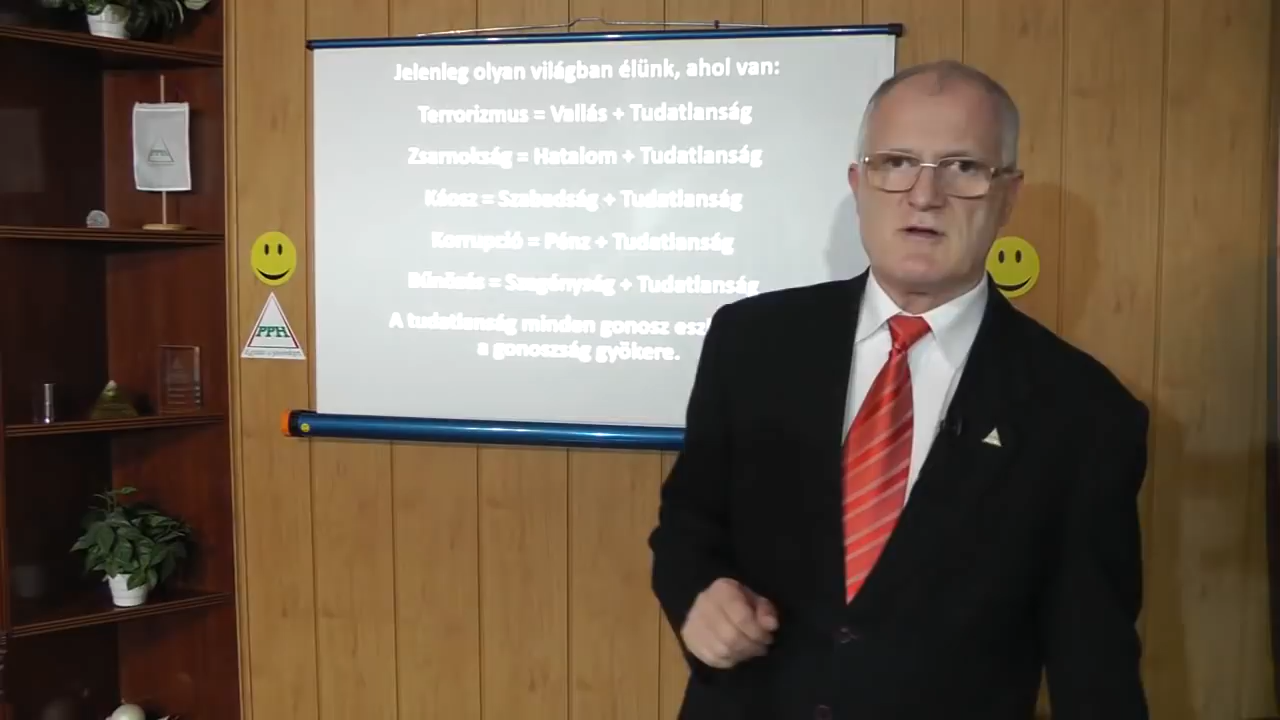 Jelenleg olyan világban élünk, ahol van:
Terrorizmus = Vallás + Tudatlanság
Zsarnokság = Hatalom + Tudatlanság
Káosz = Szabadság + Tudatlanság
Korrupció = Pénz + Tudatlanság
Bűnözés = Szegénység + Tudatlanság
A tudatlanság minden gonosz
a gonoszság gyökere.
PPH